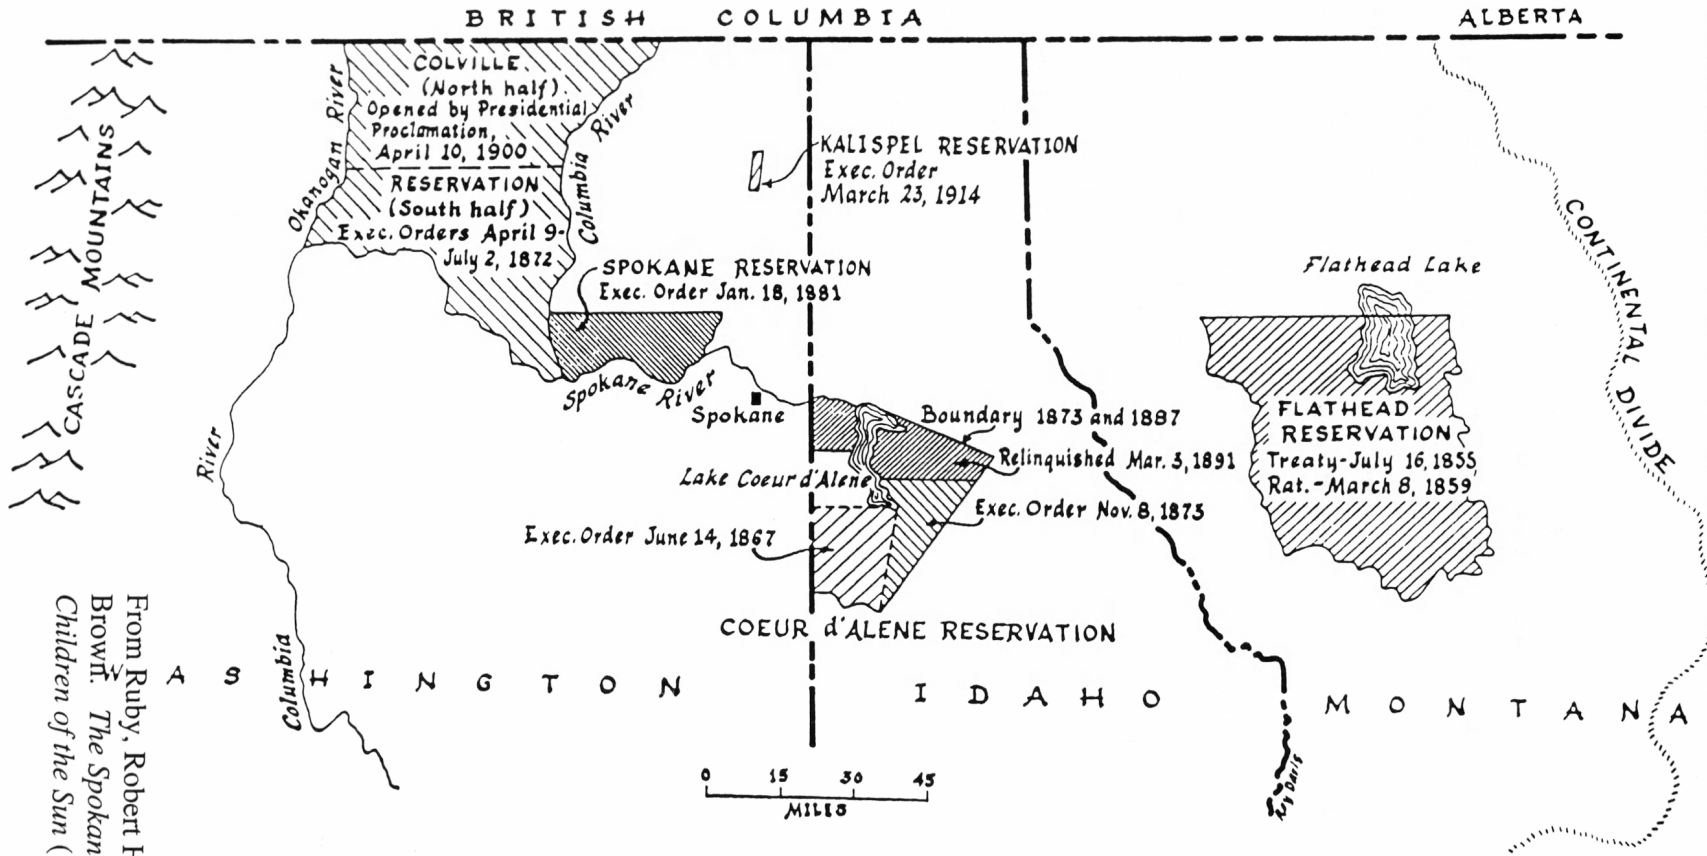 BRITISH COLUMBIA
ALBERTA
COLVILLE
(North half)
Opened by Presidential
Proclamation,
April 10, 1900
RESERVATION
(South half)
Exec. Orders April 9-
July 2, 1872
Okanogan River
Columbia River
CASCADE MOUNTAINS
KALISPEL RESERVATION
Exec. Order
March 23, 1914
SPOKANE RESERVATION
Exec. Order Jan. 18, 1881
Spokane River
Spokane
CONTINENTAL DIVIDE
Flathead Lake
FLATHEAD
RESERVATION
Treaty-July 16, 1855
Rat.-March 8, 1859
Boundary 1873 and 1887
Relinquished Mar. 3, 1891
Lake Coeur d'Alene
Exec. Order Nov. 8, 1873
Exec. Order June 14, 1867
COEUR d'ALENE RESERVATION
Columbia River
WASHINGTON
IDAHO
MONTANA
0 15 30 45
MILES
Roy Davis
From Ruby, Robert H
Brown. The Spokan
Children of the Sun (